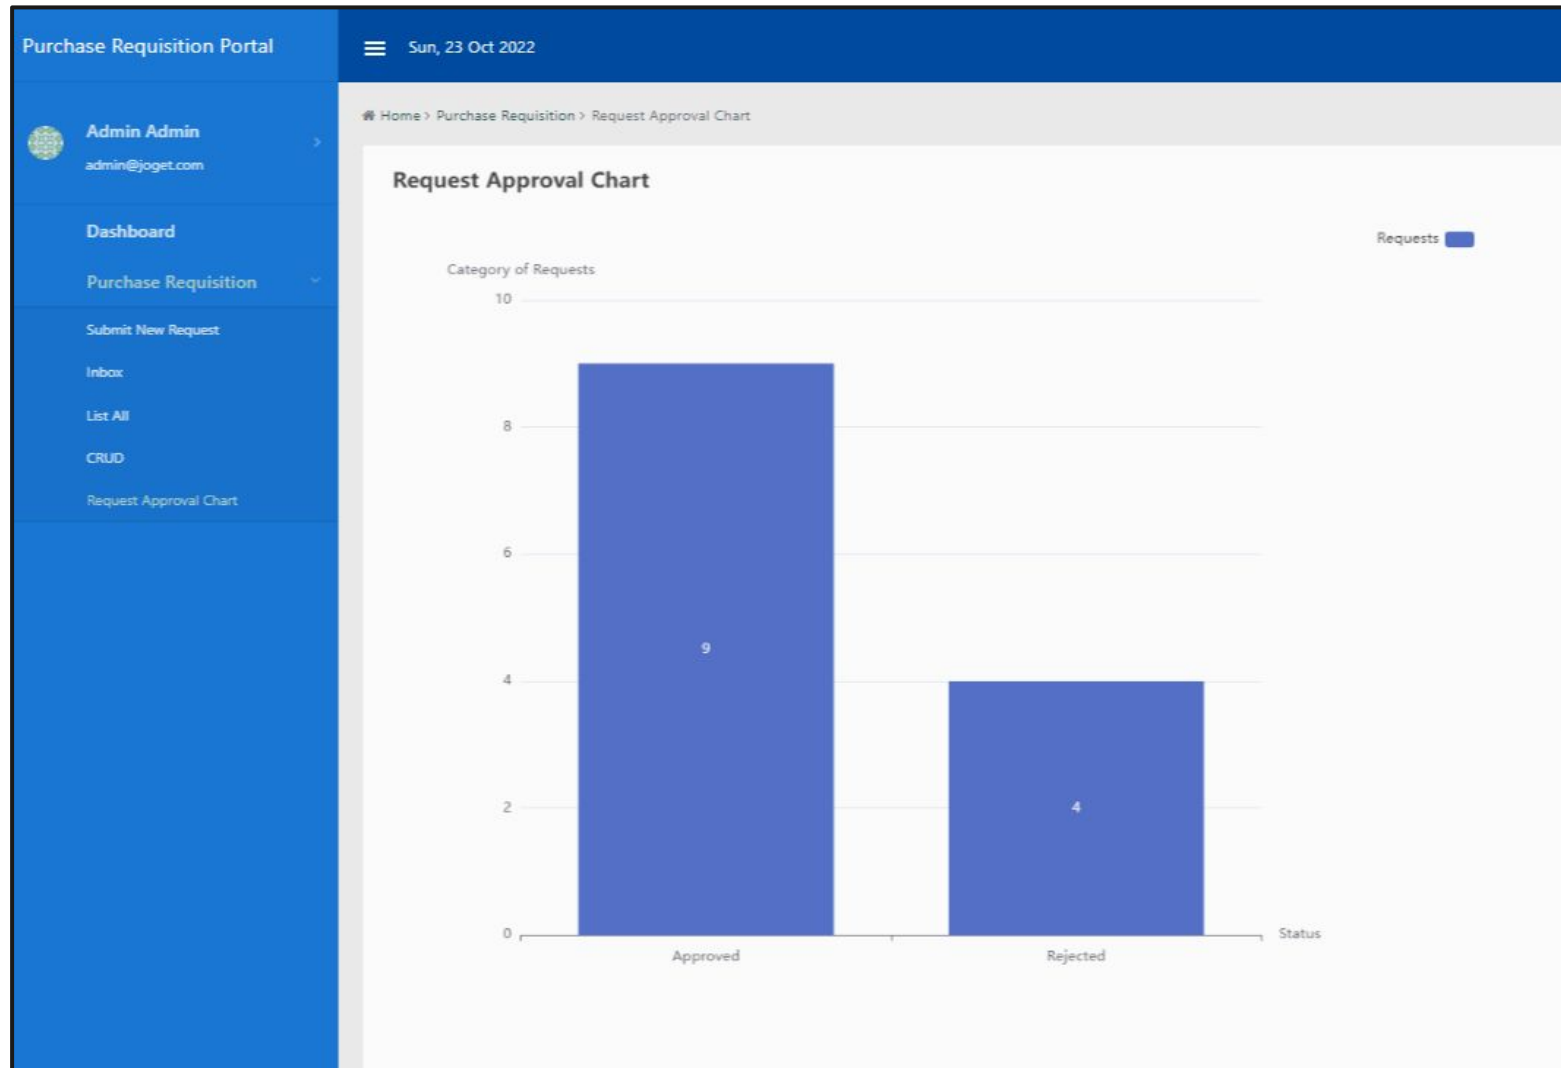 Purchase Requisition Portal
Sun, 23 Oct 2022
Admin Admin
admin@joget.com
Dashboard
Purchase Requisition
Submit New Request
Inbox
List All
CRUD
Request Approval Chart
Home > Purchase Requisition > Request Approval Chart
Request Approval Chart
Requests
Category of Requests
10
8
6
4
2
0
9
4
Approved
Rejected
Status